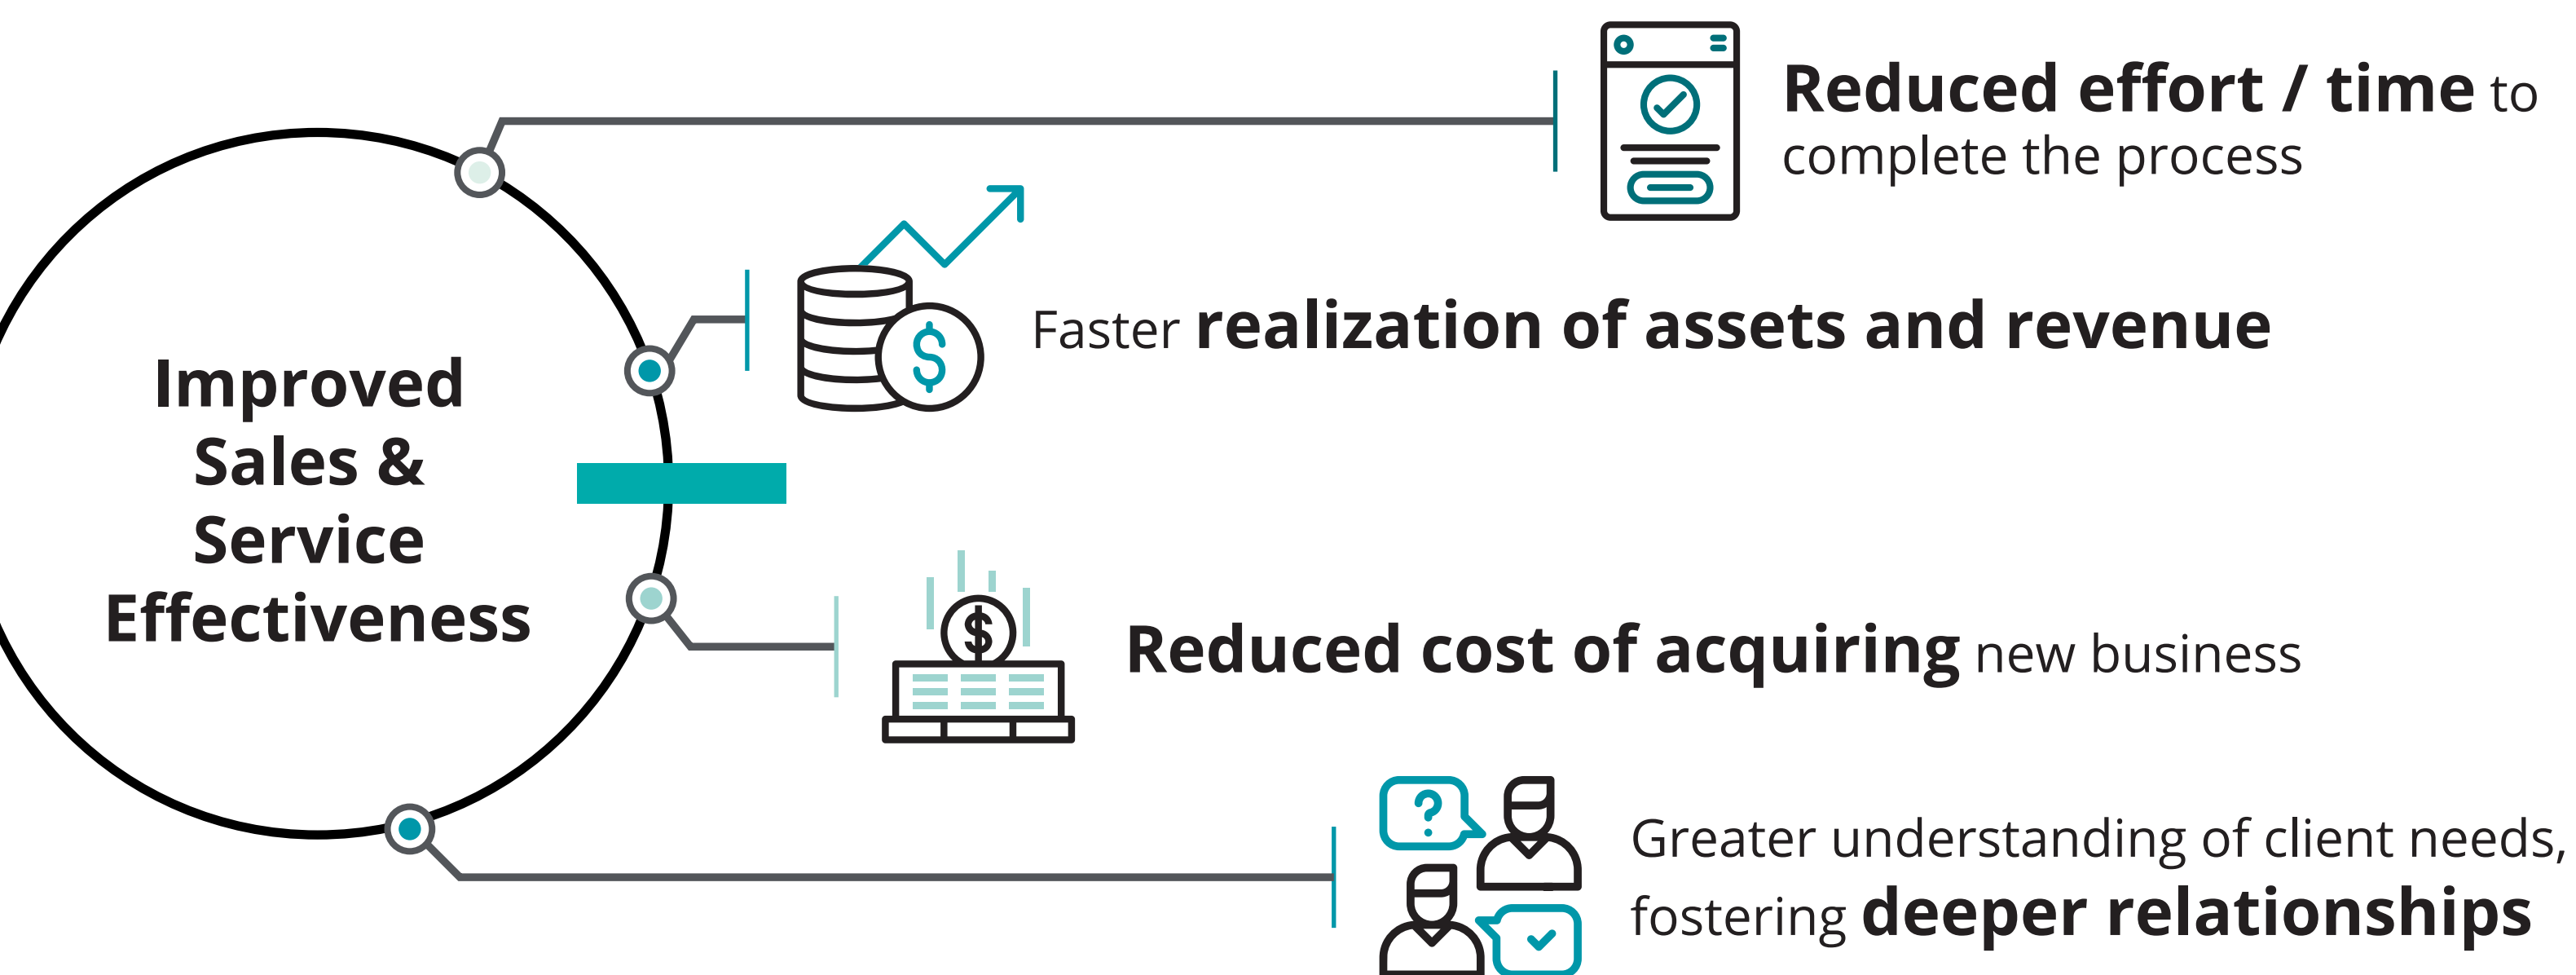 Reduced effort / time to
complete the process
Faster realization of assets and revenue
Improved
Sales &
Service
Effectiveness
$
$
Reduced cost of acquiring new business
?
Greater understanding of client needs,
fostering deeper relationships